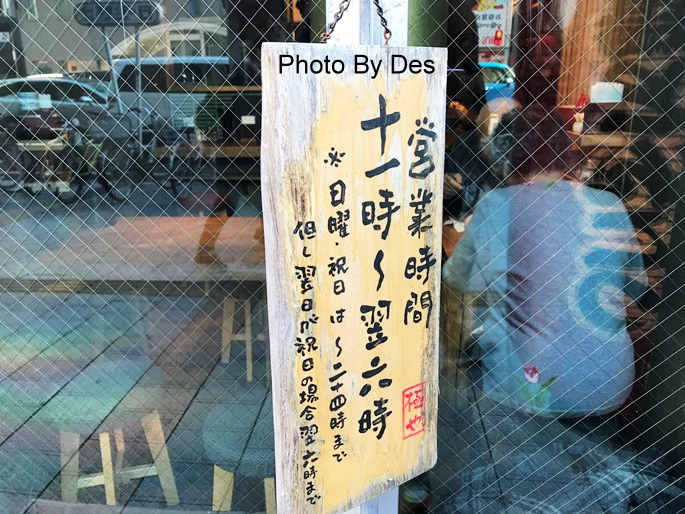 Photo By Des
営業時間
十一時～翌六時
※日曜・祝日は～二十四時まで
但し翌日が祝日の場合翌六時まで
極や